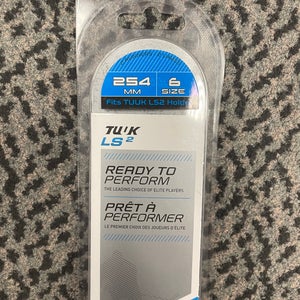 254 6
MM SIZE
Fits TUUK LS2 Holder
TUUK
LS2
READY TO
PERFORM
THE LEADING CHOICE OF ELITE PLAYERS.
PRÊT À
PERFORMER
LE PREMIER CHOIX DES JOUEURS D'ÉLITE